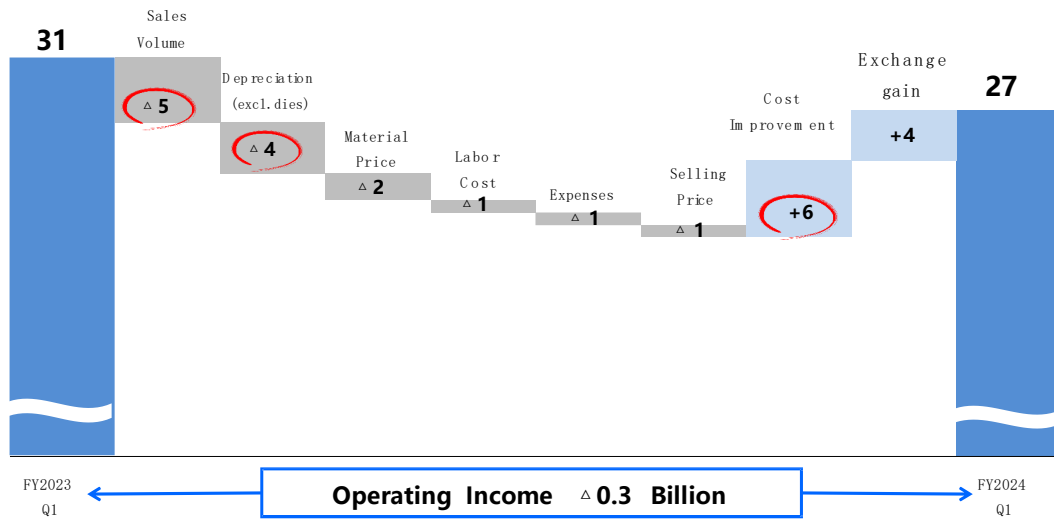 31
Sales
Volume
△ 5
Depreciation
(excl.dies)
△ 4
Material
Price
△ 2
Labor
Cost
△ 1
Expenses
△ 1
Selling
Price
△ 1
Cost
Improvement
+6
Exchange
gain
+4
27
FY2023
Q1
Operating Income △ 0.3 Billion
FY2024
Q1